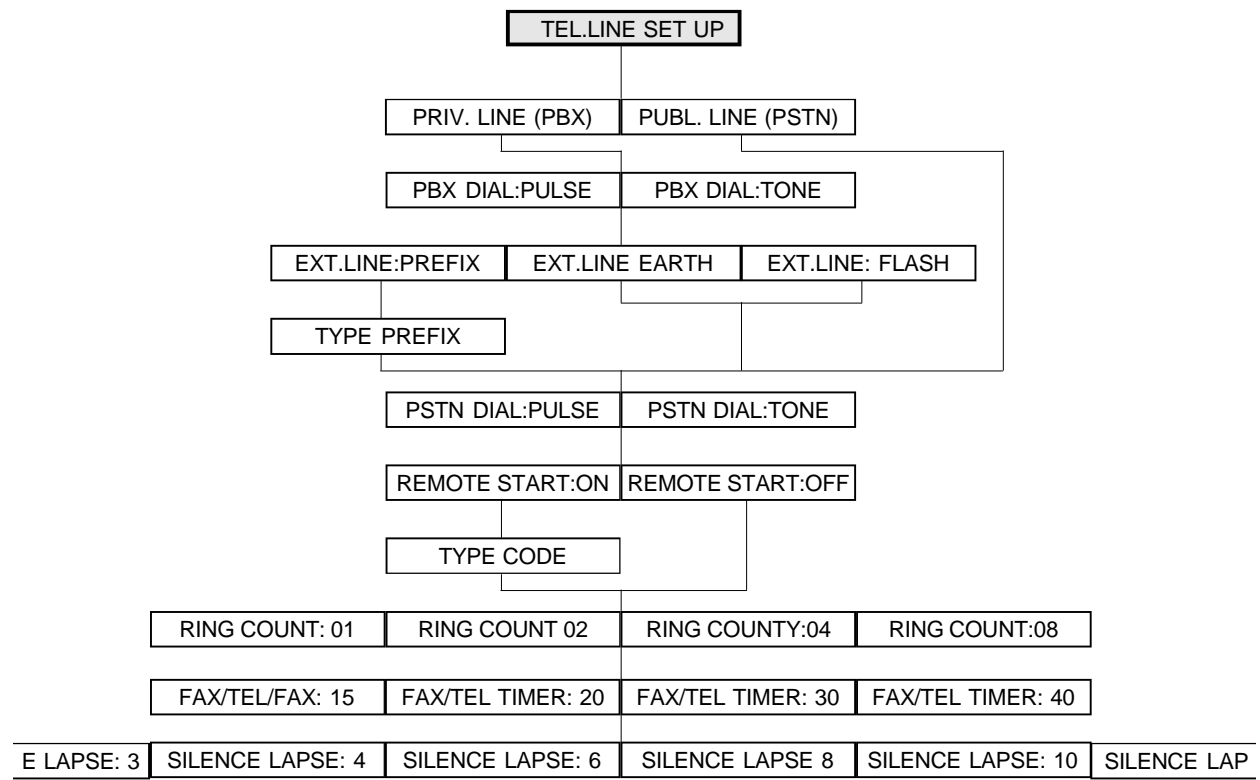 TEL.LINE SET UP
PRIV. LINE (PBX) PUBL. LINE (PSTN)
PBX DIAL:PULSE PBX DIAL:TONE
EXT.LINE:PREFIX EXT.LINE EARTH EXT.LINE: FLASH
TYPE PREFIX
PSTN DIAL:PULSE PSTN DIAL:TONE
REMOTE START:ON REMOTE START:OFF
TYPE CODE
RING COUNT: 01 RING COUNT 02 RING COUNTY:04 RING COUNT:08
FAX/TEL/FAX: 15 FAX/TEL TIMER: 20 FAX/TEL TIMER: 30 FAX/TEL TIMER: 40
E LAPSE: 3 SILENCE LAPSE: 4 SILENCE LAPSE: 6 SILENCE LAPSE 8 SILENCE LAPSE: 10 SILENCE LAP